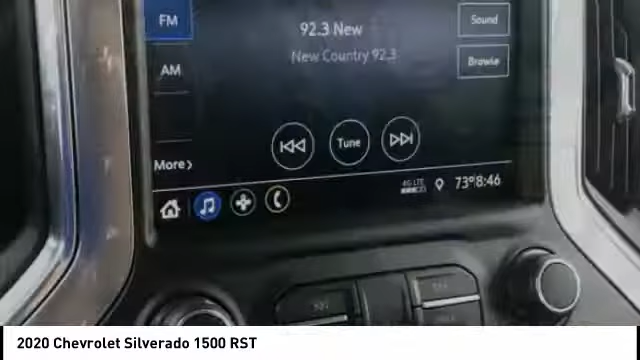 FM
92.3 New
Sound
New Country 92.3
Browse
AM
Tune
More
4G LTE
73° 8:46
2020 Chevrolet Silverado 1500 RST